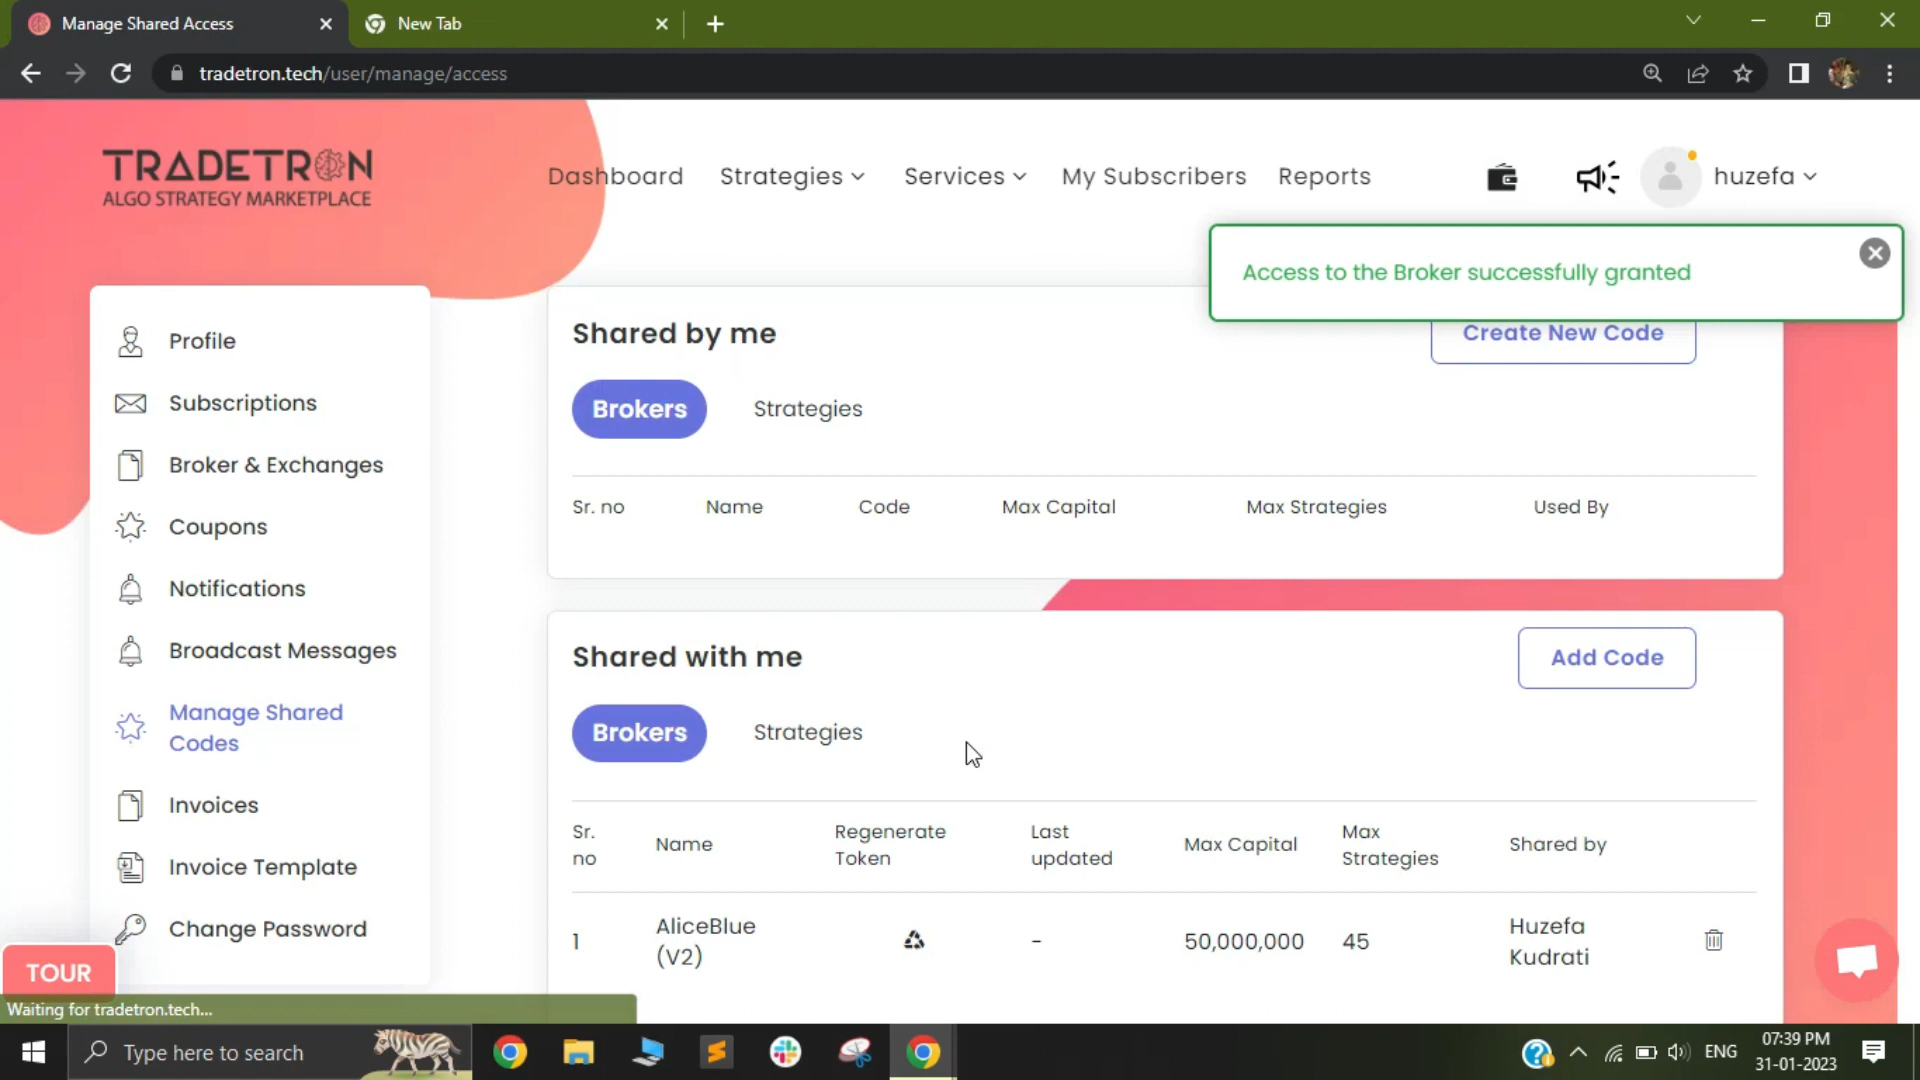 Manage Shared Access
New Tab
tradetron.tech/user/manage/access
TRADETRON
ALGO STRATEGY MARKETPLACE
Dashboard
Strategies
Services
My Subscribers
Reports
huzefa
Access to the Broker successfully granted
Profile
Subscriptions
Broker & Exchanges
Coupons
Notifications
Broadcast Messages
Manage Shared
Codes
Invoices
Invoice Template
Change Password
TOUR
Shared by me
Create New Code
Brokers
Strategies
Sr. no
Name
Code
Max Capital
Max Strategies
Used By
Shared with me
Add Code
Brokers
Strategies
Sr.
no
Name
Regenerate
Token
Last
updated
Max Capital
Max
Strategies
Shared by
1
AliceBlue
(V2)
-
50,000,000
45
Huzefa
Kudrati
Waiting for tradetron.tech...
Type here to search
ENG
07:39 PM
31-01-2023